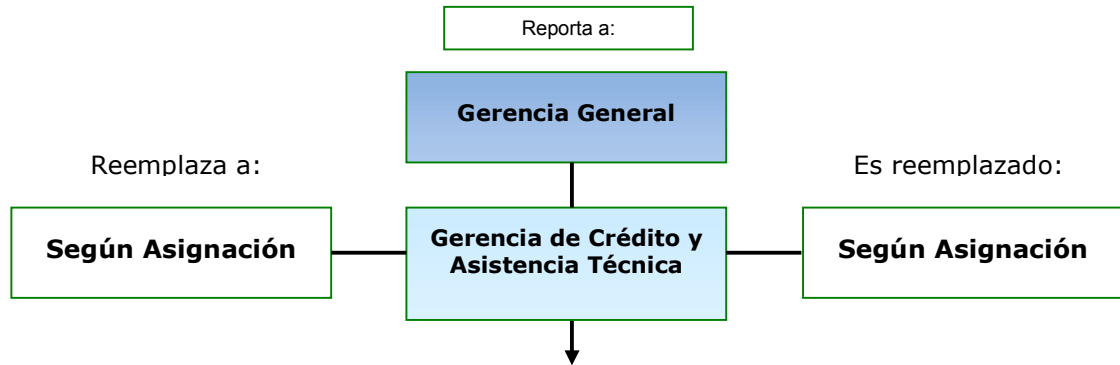 Reporta a:
Gerencia General
Reemplaza a:
Es reemplazado:
Según Asignación
Gerencia de Crédito y
Asistencia Técnica
Según Asignación